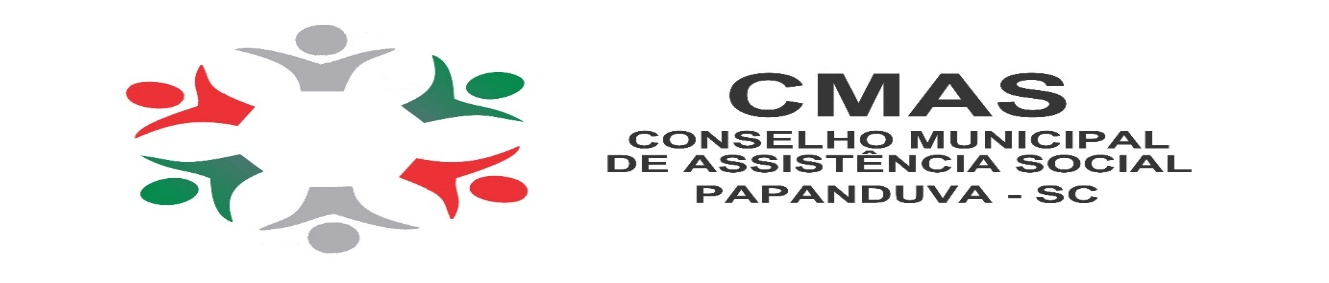 CMAS
CONSELHO MUNICIPAL
DE ASSISTÊNCIA SOCIAL
PAPANDUVA - SC